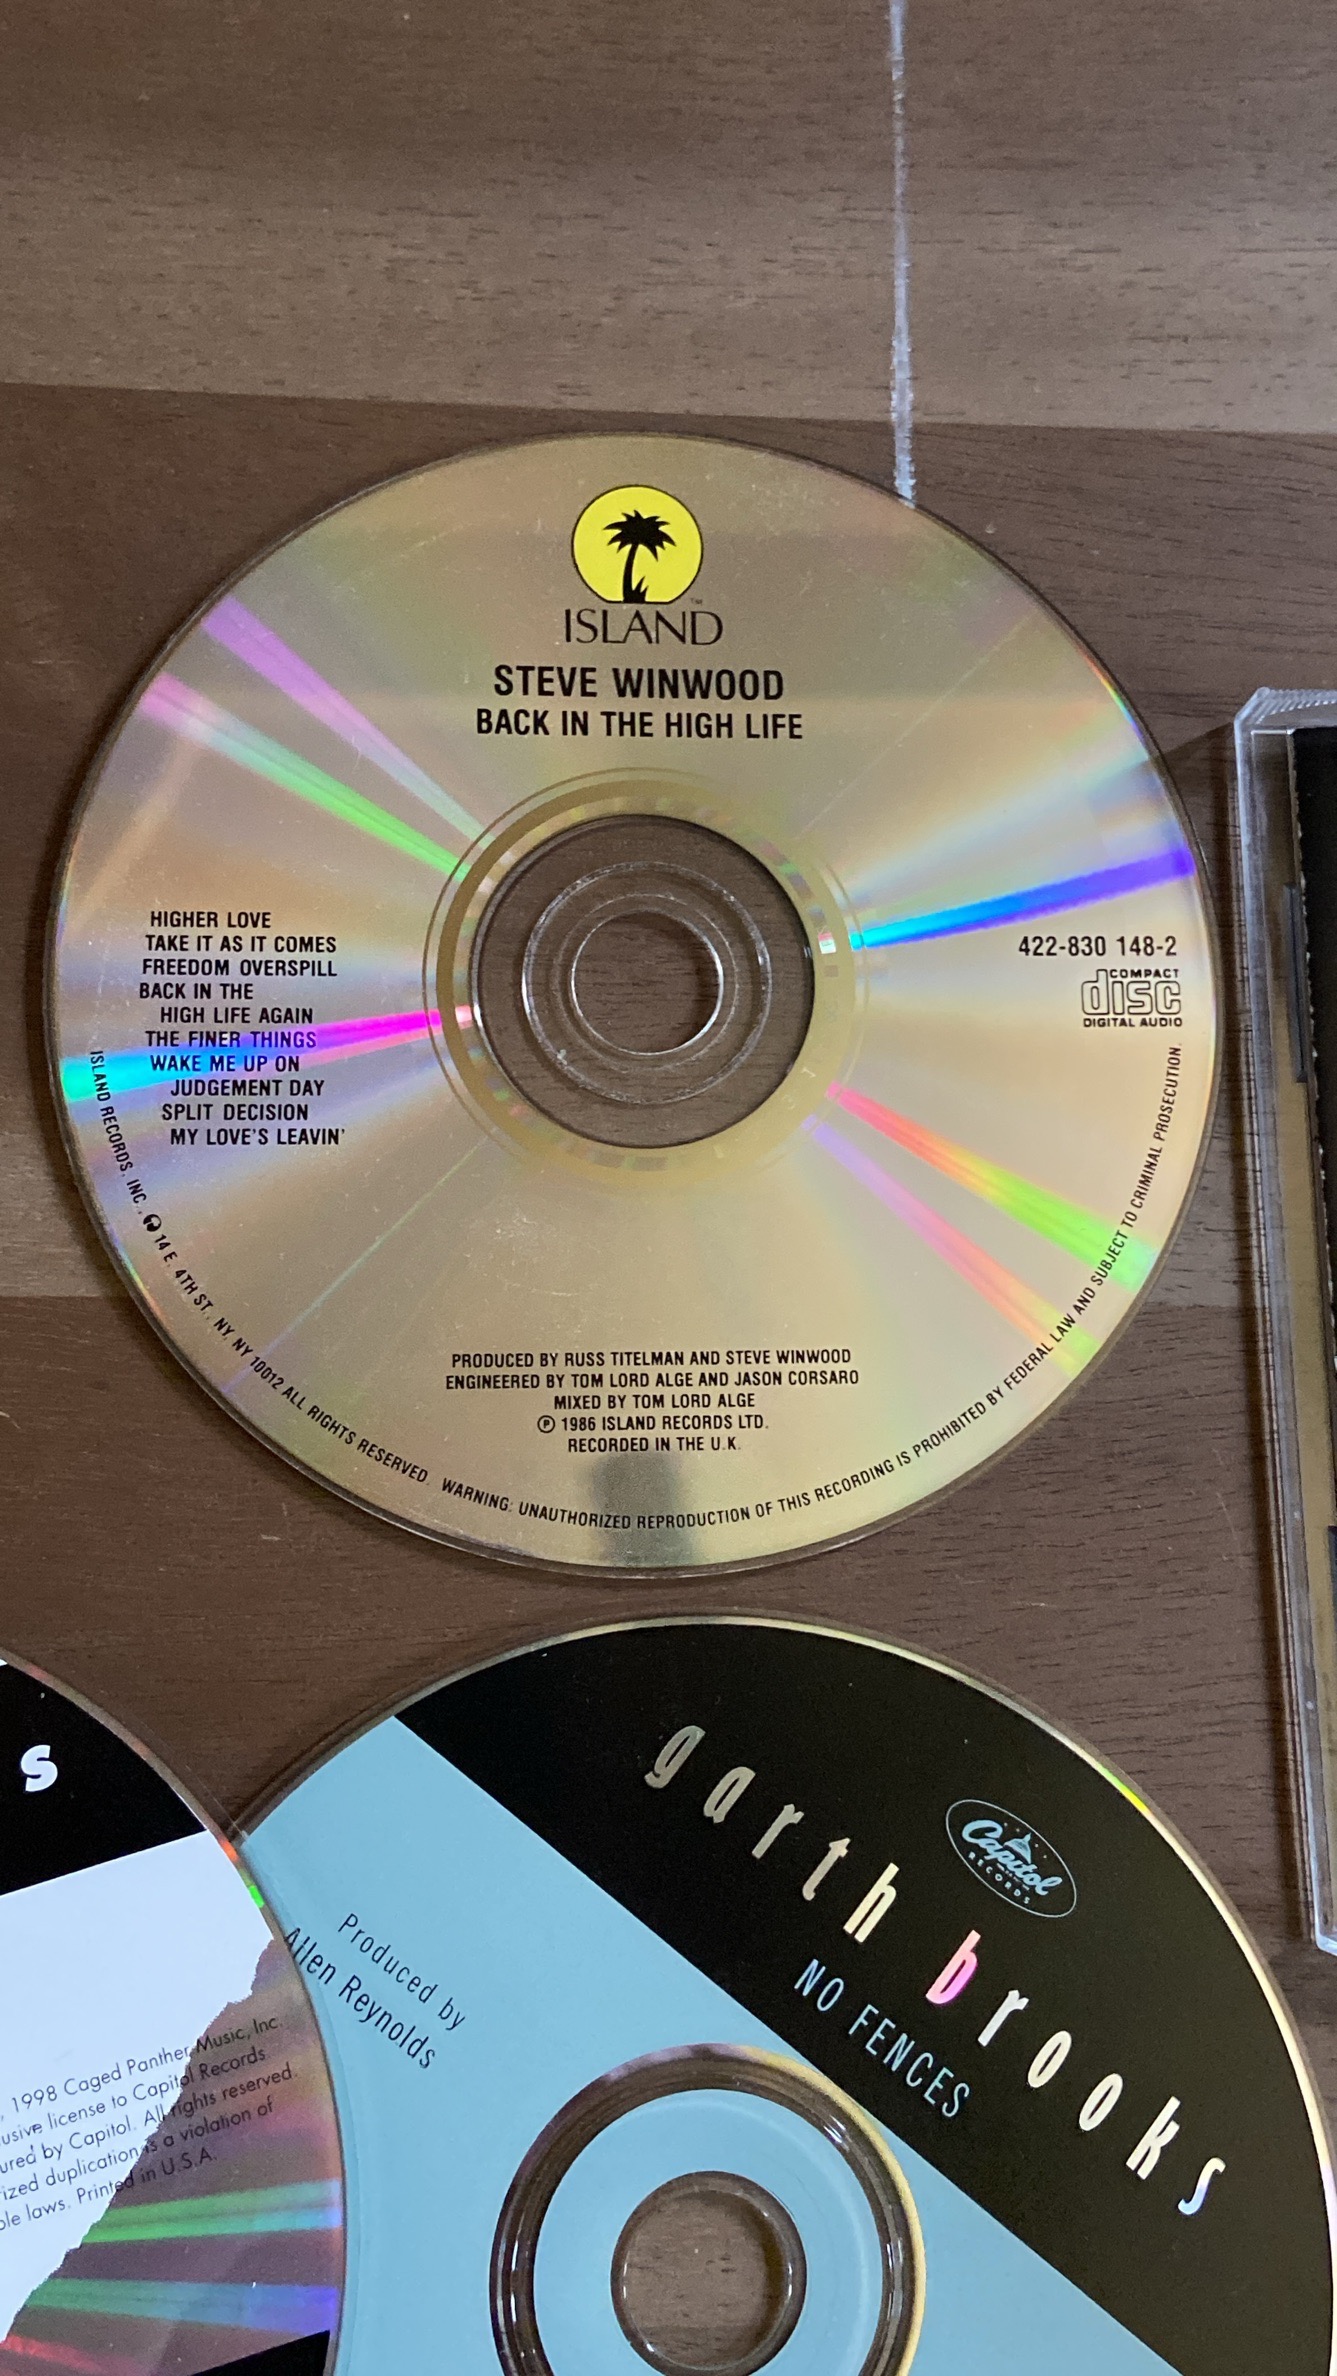 ISLAND
STEVE WINWOOD
BACK IN THE HIGH LIFE
HIGHER LOVE
TAKE IT AS IT COMES
FREEDOM OVERSPILL
BACK IN THE
HIGH LIFE AGAIN
THE FINER THINGS
WAKE ME UP ON
JUDGEMENT DAY
SPLIT DECISION
MY LOVE'S LEAVIN'
422-830 148-2
COMPACT
disc
DIGITAL AUDIO
PRODUCED BY RUSS TITELMAN AND STEVE WINWOOD
ENGINEERED BY TOM LORD ALGE AND JASON CORSARO
MIXED BY TOM LORD ALGE
℗ 1986 ISLAND RECORDS LTD.
RECORDED IN THE U.K.
ISLAND RECORDS, INC., 14 E. 4TH ST., NY, NY 10012 ALL RIGHTS RESERVED. WARNING: UNAUTHORIZED REPRODUCTION OF THIS RECORDING IS PROHIBITED BY FEDERAL LAW AND SUBJECT TO CRIMINAL PROSECUTION.
garth brooks
NO FENCES
Capitol
RECORDS
Produced by
Allen Reynolds
s
, 1998 Caged Panther Music, Inc.
usive license to Capitol Records
ured by Capitol. All rights reserved.
ized duplication is a violation of
ble laws. Printed in U.S.A.